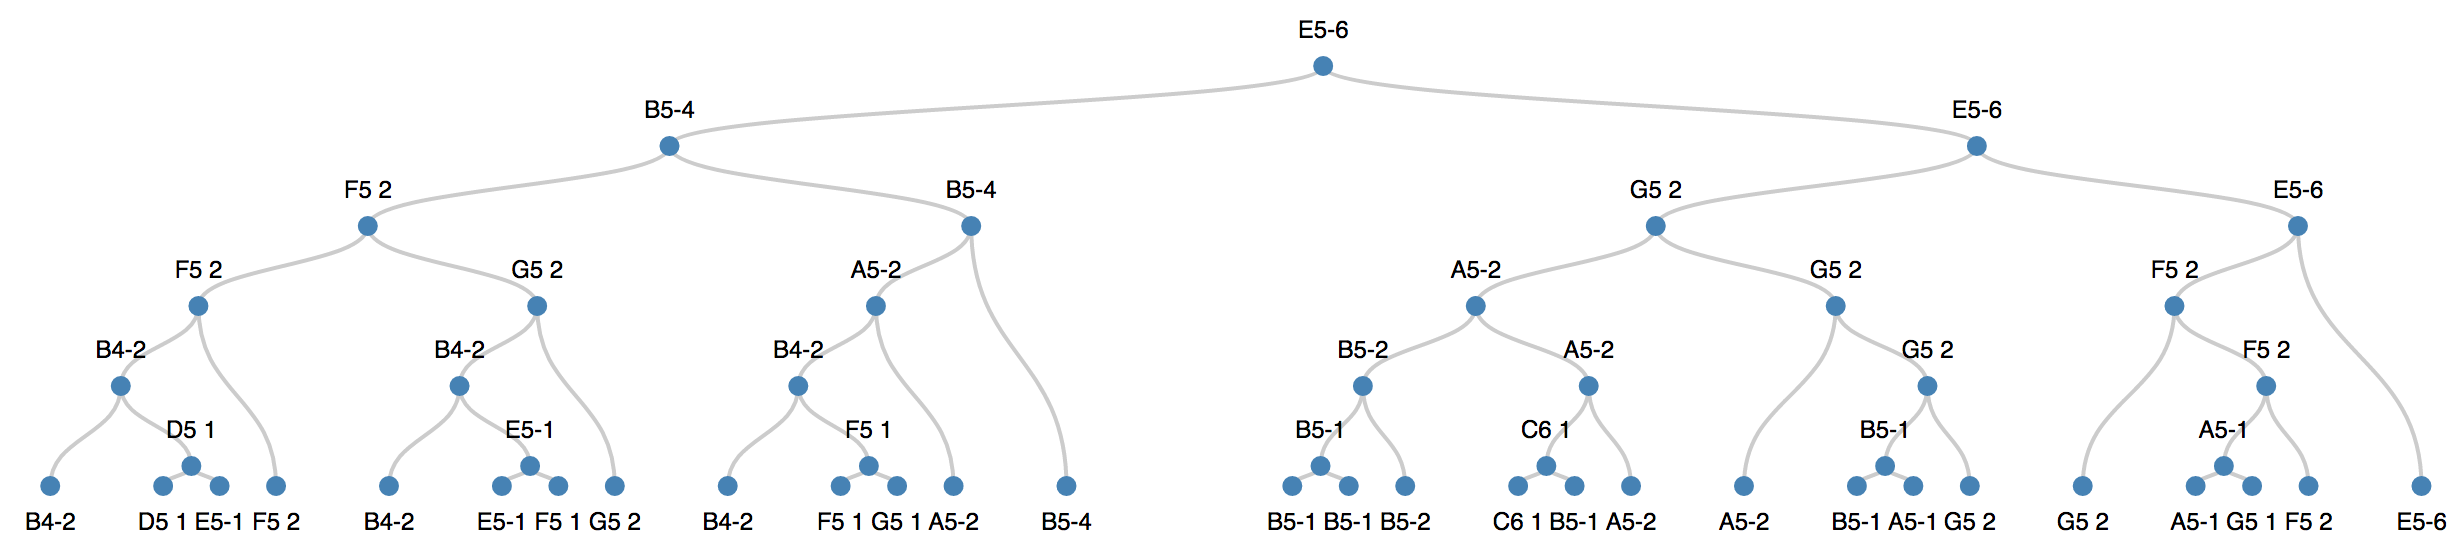 E5-6
B5-4 E5-6
F5 2 B5-4 G5 2 E5-6
F5 2 G5 2 A5-2 A5-2 G5 2 F5 2
B4-2 B4-2 B4-2 B5-2 A5-2 G5 2 F5 2
D5 1 E5-1 F5 1 B5-1 C6 1 B5-1 A5-1
B4-2 D5 1 E5-1 F5 2 B4-2 E5-1 F5 1 G5 2 B4-2 F5 1 G5 1 A5-2 B5-4 B5-1 B5-1 B5-2 C6 1 B5-1 A5-2 A5-2 B5-1 A5-1 G5 2 G5 2 A5-1 G5 1 F5 2 E5-6